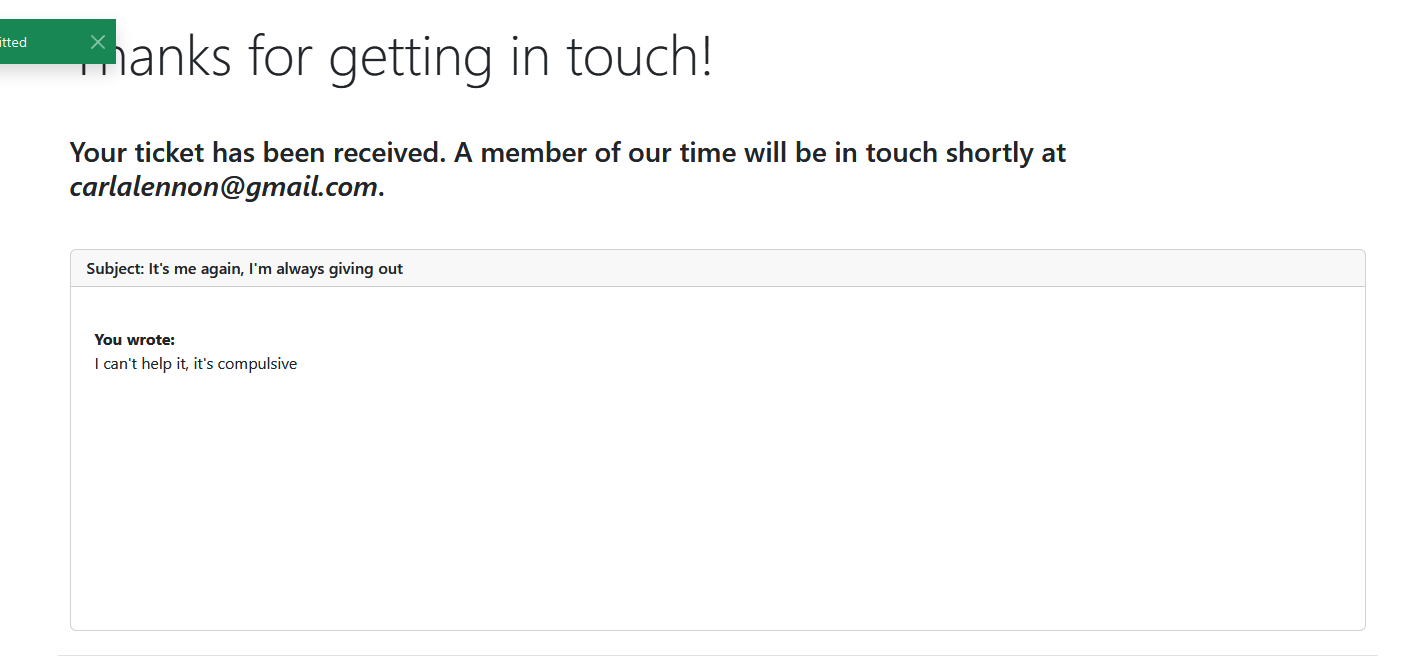 itted
Thanks for getting in touch!
Your ticket has been received. A member of our time will be in touch shortly at
carlalennon@gmail.com.
Subject: It's me again, I'm always giving out
You wrote:
I can't help it, it's compulsive